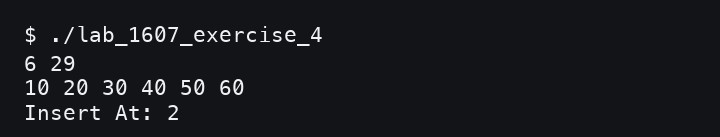 $ ./lab_1607_exercise_4
6 29
10 20 30 40 50 60
Insert At: 2